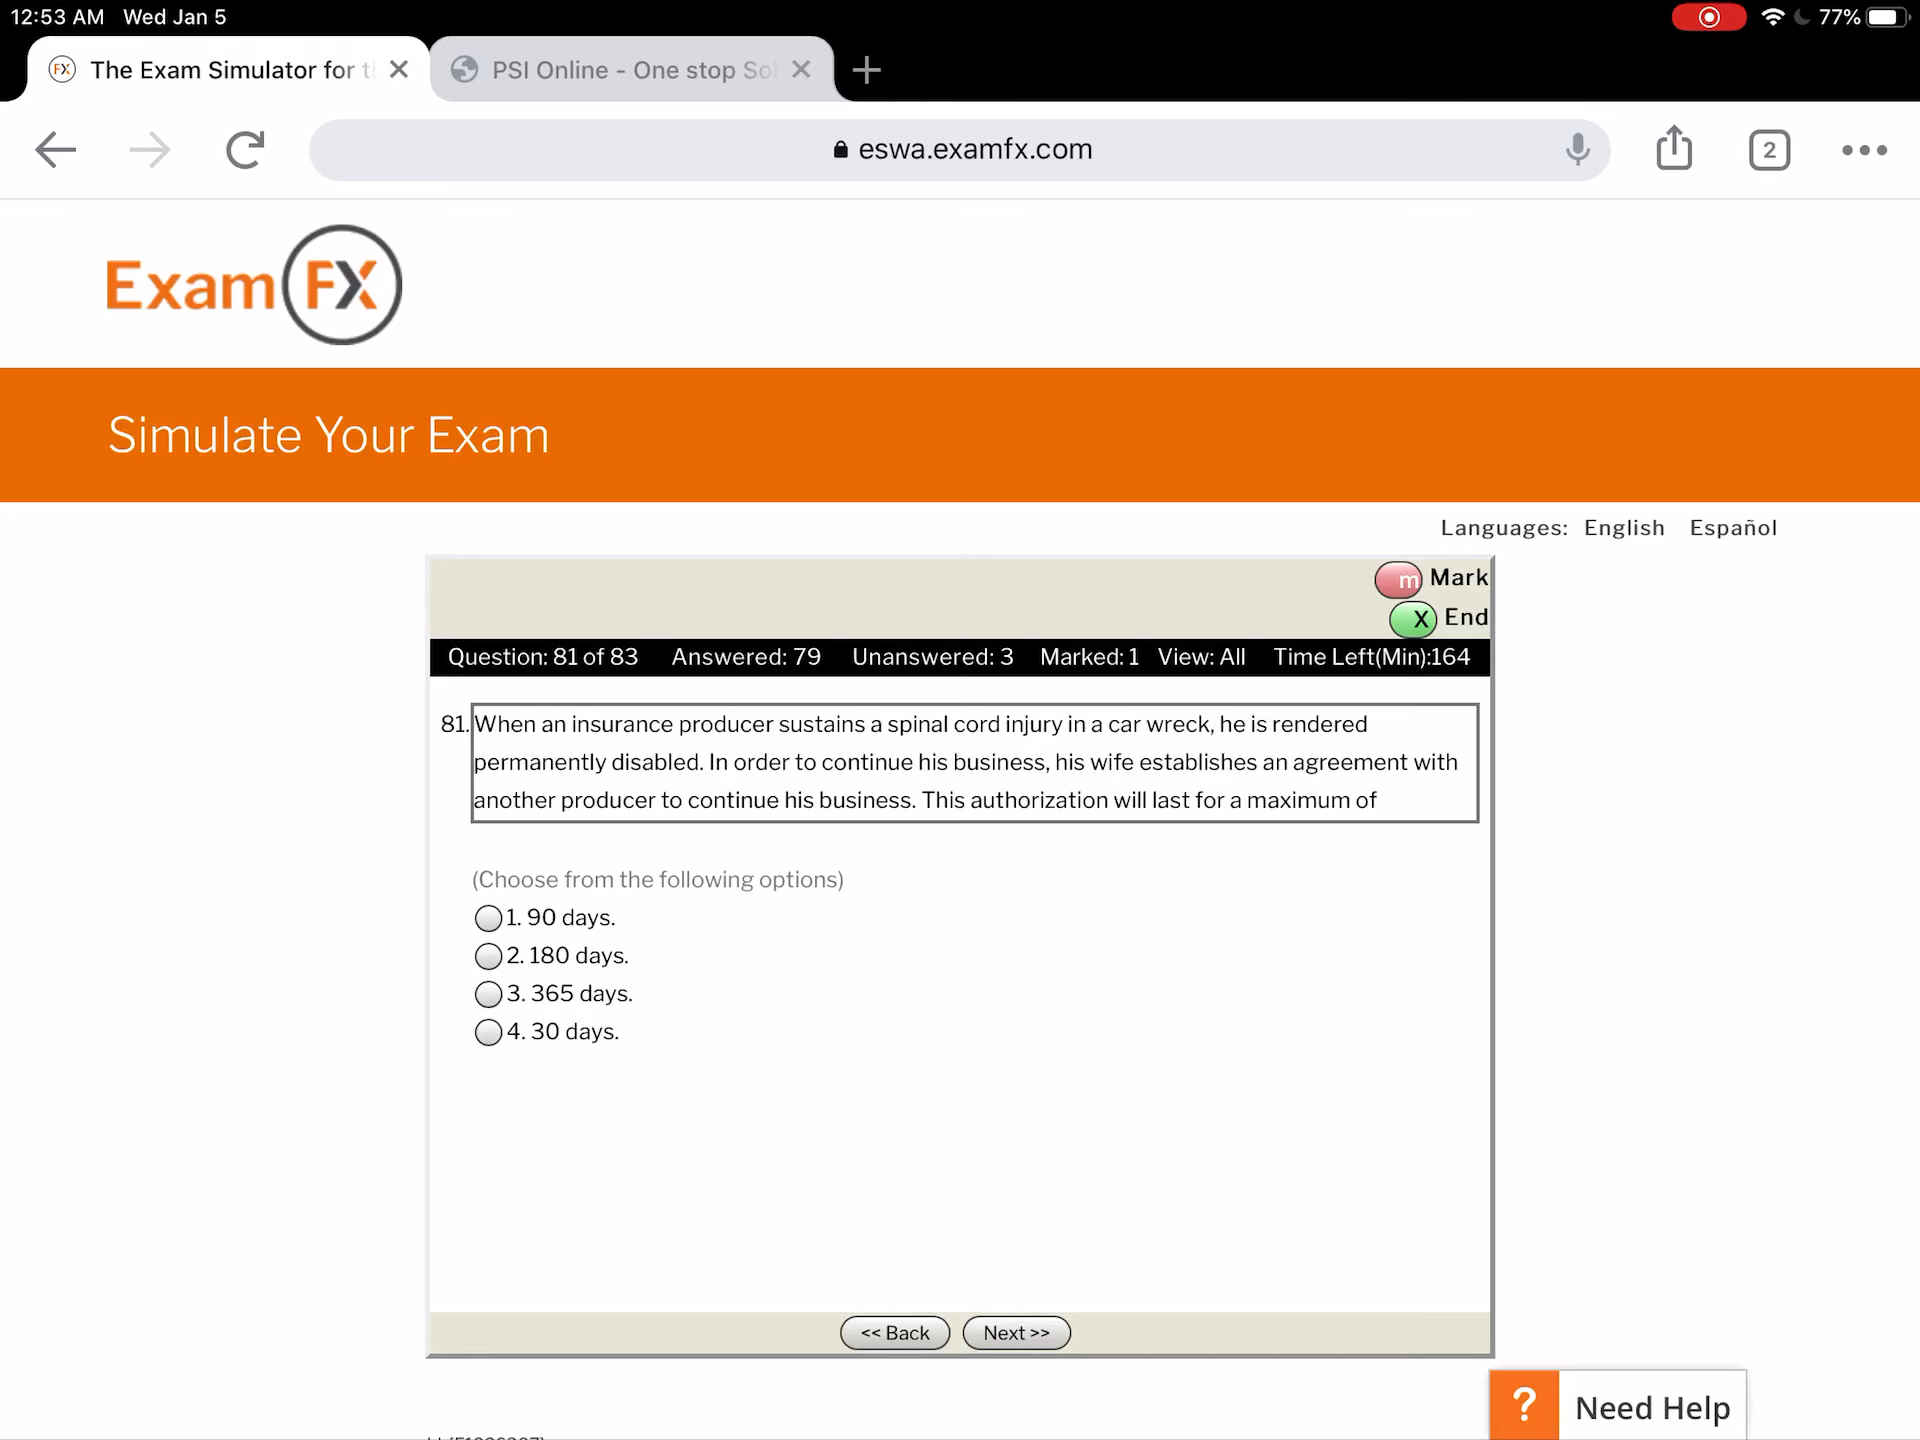 12:53 AM Wed Jan 5
77%
FX The Exam Simulator for t
PSI Online - One stop Sol
eswa.examfx.com
2
Exam FX
Simulate Your Exam
Languages: English Español
m Mark
X End
Question: 81 of 83 Answered: 79 Unanswered: 3 Marked: 1 View: All Time Left(Min):164
81. When an insurance producer sustains a spinal cord injury in a car wreck, he is rendered
permanently disabled. In order to continue his business, his wife establishes an agreement with
another producer to continue his business. This authorization will last for a maximum of
(Choose from the following options)
1. 90 days.
2. 180 days.
3. 365 days.
4. 30 days.
<< Back Next >>
? Need Help